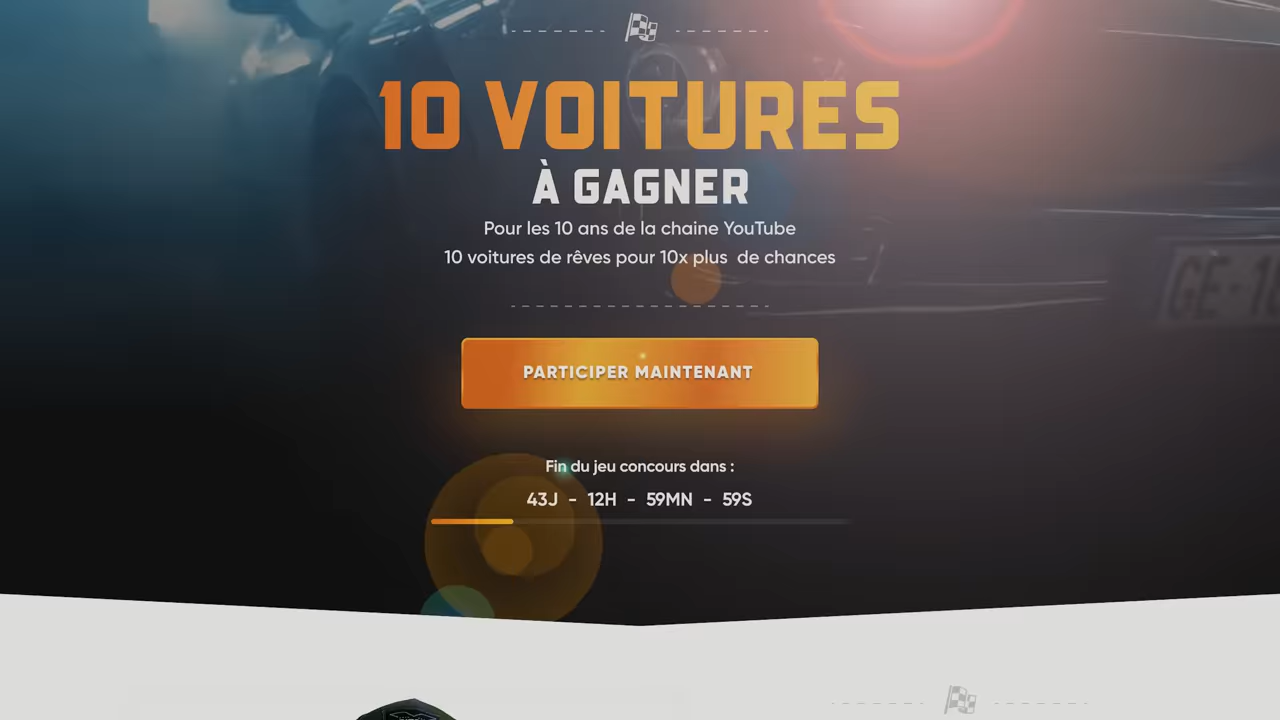 10 VOITURES
À GAGNER
Pour les 10 ans de la chaine YouTube
10 voitures de rêves pour 10x plus de chances
PARTICIPER MAINTENANT
Fin du jeu concours dans :
43J - 12H - 59MN - 59S